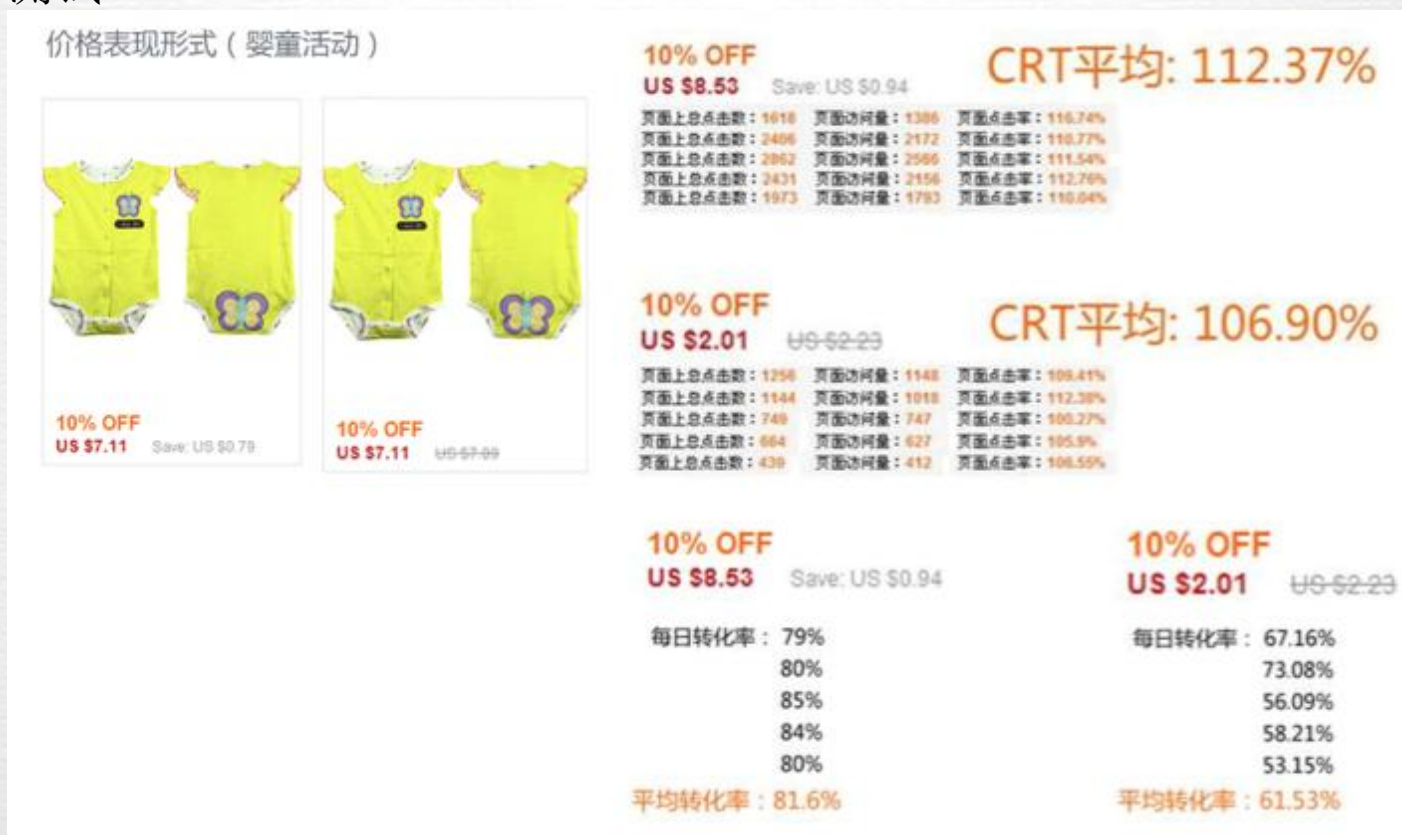 价格表现形式（婴童活动）
10% OFF
US $7.11 Save: US $0.79
10% OFF
US $7.11 US $7.99
10% OFF
US $8.53 Save: US $0.94
CRT平均: 112.37%
页面上总点击数：1618 页面访问量：1386 页面点击率：116.74%
页面上总点击数：2406 页面访问量：2172 页面点击率：110.77%
页面上总点击数：2862 页面访问量：2566 页面点击率：111.54%
页面上总点击数：2431 页面访问量：2156 页面点击率：112.76%
页面上总点击数：1973 页面访问量：1793 页面点击率：110.04%
10% OFF
US $2.01 US $2.23
CRT平均: 106.90%
页面上总点击数：1256 页面访问量：1148 页面点击率：109.41%
页面上总点击数：1144 页面访问量：1018 页面点击率：112.38%
页面上总点击数：749 页面访问量：747 页面点击率：100.27%
页面上总点击数：664 页面访问量：627 页面点击率：105.9%
页面上总点击数：439 页面访问量：412 页面点击率：106.55%
10% OFF
US $8.53 Save: US $0.94
每日转化率： 79%
80%
85%
84%
80%
平均转化率：81.6%
10% OFF
US $2.01 US $2.23
每日转化率： 67.16%
73.08%
56.09%
58.21%
53.15%
平均转化率：61.53%